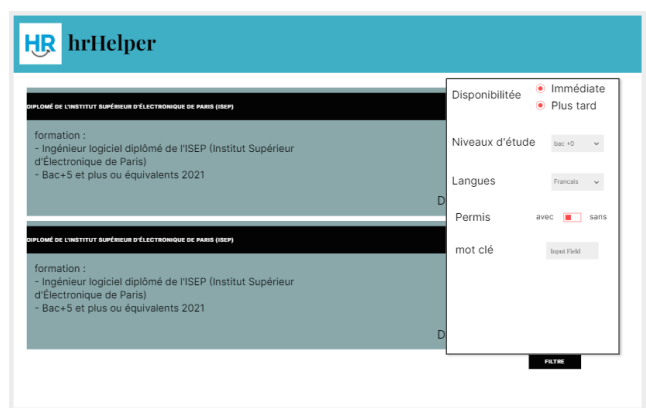 HR hrHelper
DIPLOMÉ DE L'INSTITUT SUPÉRIEUR D'ÉLECTRONIQUE DE PARIS (ISEP)
formation :
- Ingénieur logiciel diplômé de l'ISEP (Institut Supérieur
d'Électronique de Paris)
- Bac+5 et plus ou équivalents 2021
D
DIPLOMÉ DE L'INSTITUT SUPÉRIEUR D'ÉLECTRONIQUE DE PARIS (ISEP)
formation :
- Ingénieur logiciel diplômé de l'ISEP (Institut Supérieur
d'Électronique de Paris)
- Bac+5 et plus ou équivalents 2021
D
Disponibilitée
Immédiate
Plus tard
Niveaux d'étude bac +0
Langues Francais
Permis avec sans
mot clé Input Field
FILTRE